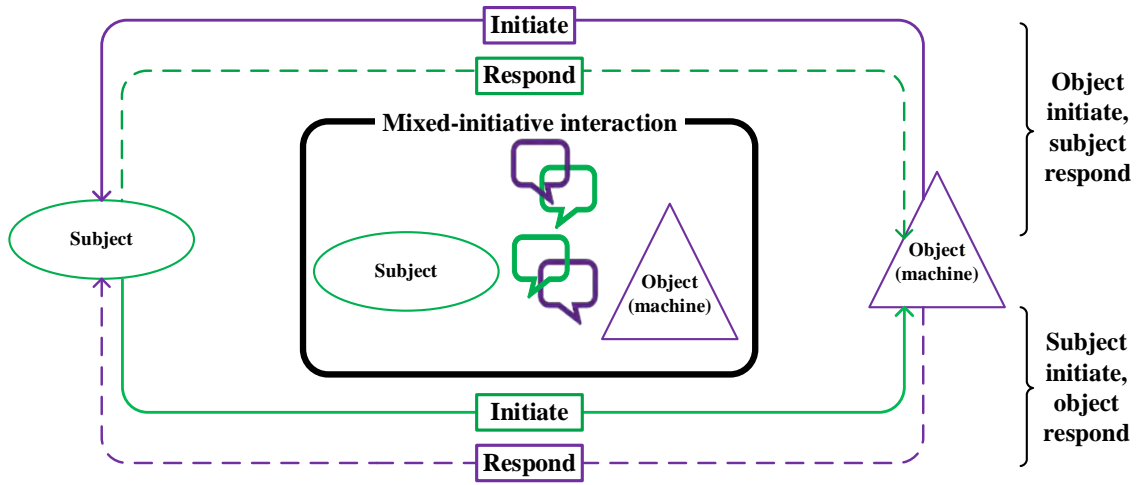 Initiate
Respond
Mixed-initiative interaction
Object
initiate,
subject
respond
Subject
Subject
Object
(machine)
Object
(machine)
Subject
initiate,
object
respond
Initiate
Respond